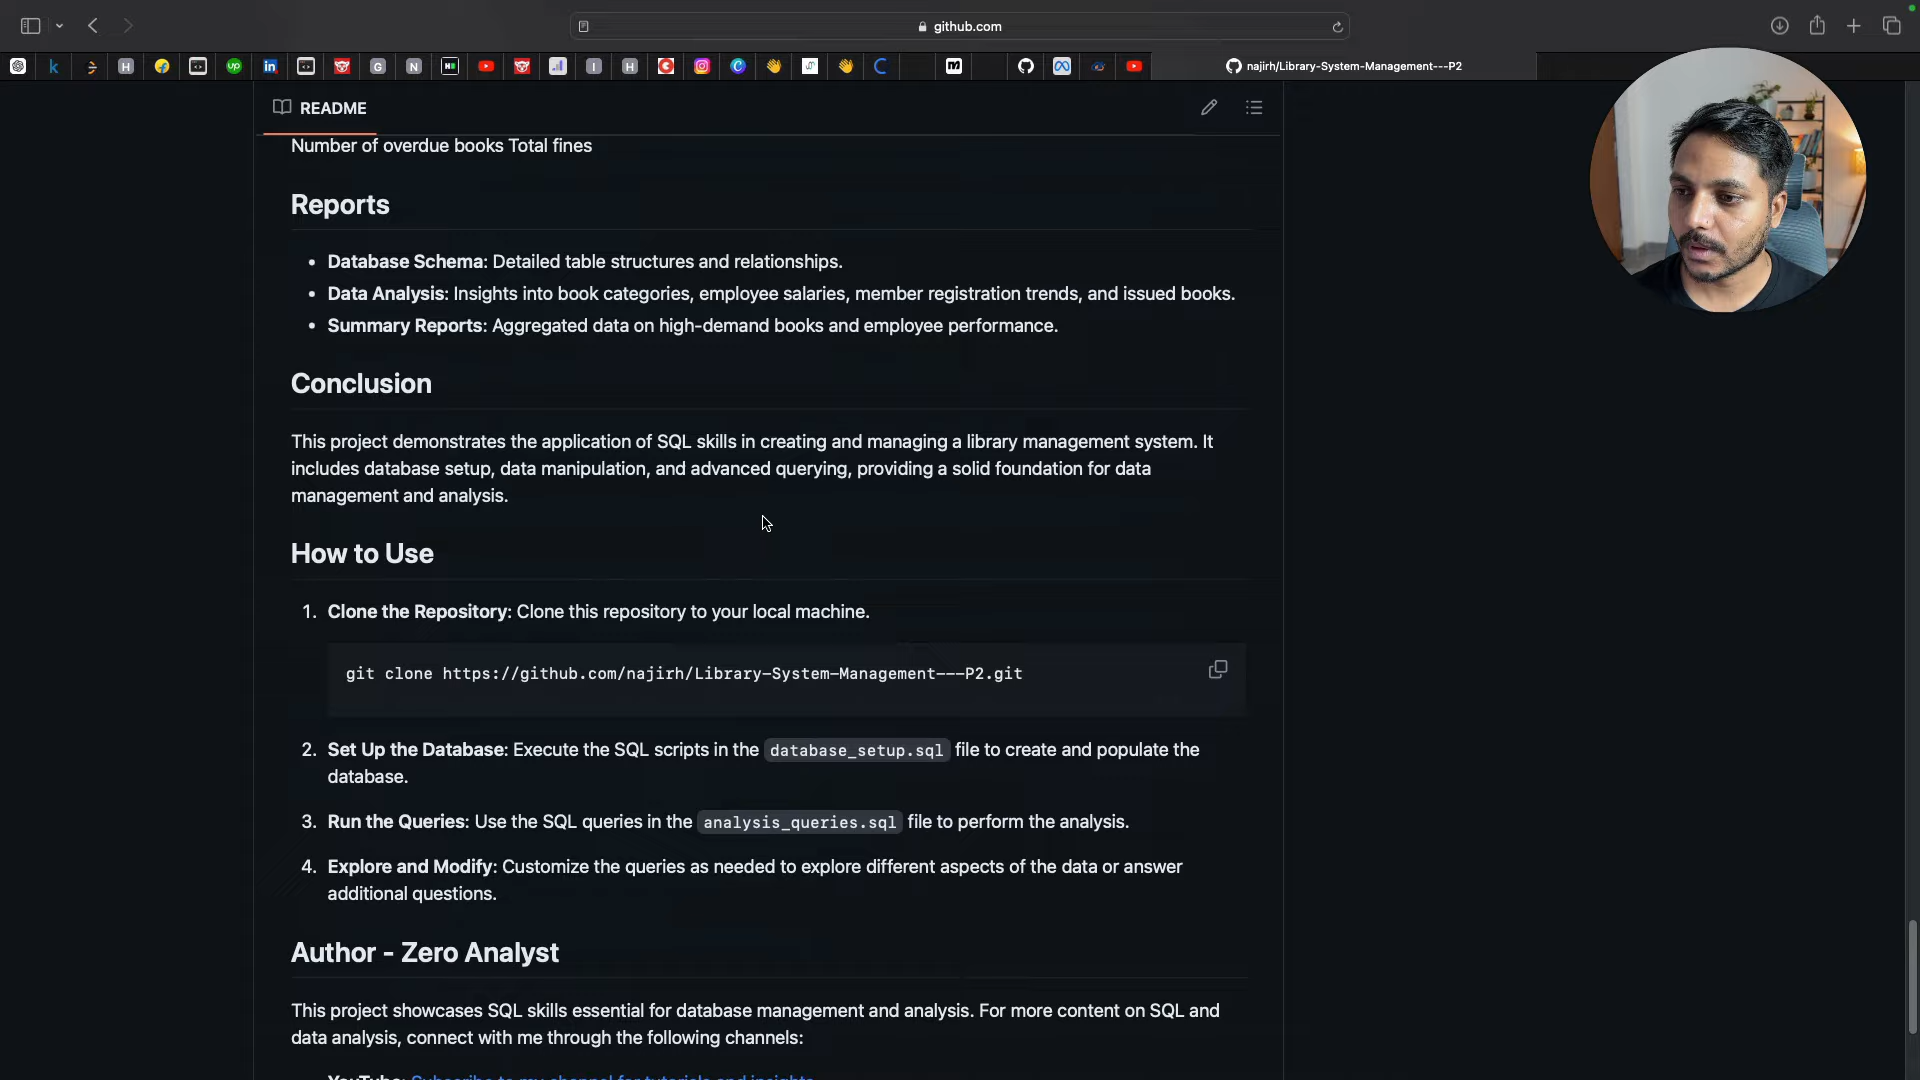 github.com
najirh/Library-System-Management---P2
README
Number of overdue books Total fines
Reports
• Database Schema: Detailed table structures and relationships.
• Data Analysis: Insights into book categories, employee salaries, member registration trends, and issued books.
• Summary Reports: Aggregated data on high-demand books and employee performance.
Conclusion
This project demonstrates the application of SQL skills in creating and managing a library management system. It
includes database setup, data manipulation, and advanced querying, providing a solid foundation for data
management and analysis.
How to Use
1. Clone the Repository: Clone this repository to your local machine.
git clone https://github.com/najirh/Library-System-Management---P2.git
2. Set Up the Database: Execute the SQL scripts in the database_setup.sql file to create and populate the
database.
3. Run the Queries: Use the SQL queries in the analysis_queries.sql file to perform the analysis.
4. Explore and Modify: Customize the queries as needed to explore different aspects of the data or answer
additional questions.
Author - Zero Analyst
This project showcases SQL skills essential for database management and analysis. For more content on SQL and
data analysis, connect with me through the following channels:
YouTube: Subscribe to my channel for tutorials and insights